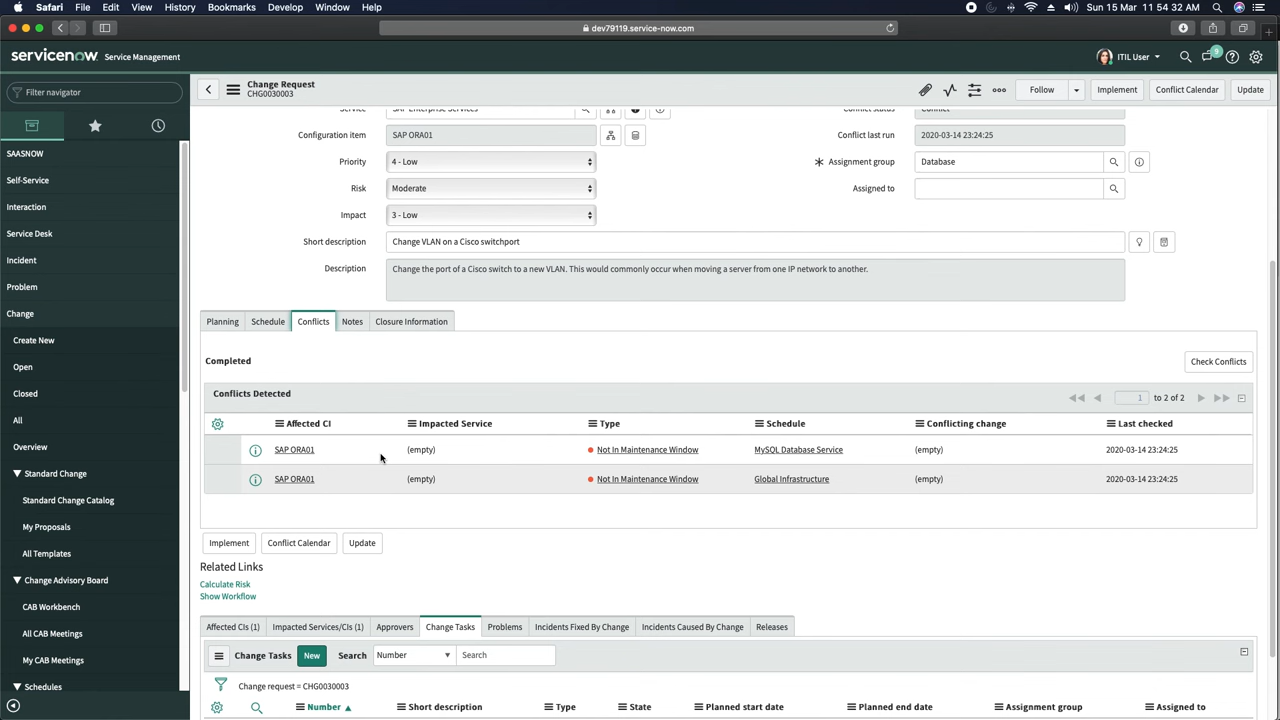 Safari File Edit View History Bookmarks Develop Window Help Sun 15 Mar 11 54 32 AM
dev79119.service-now.com
servicenow Service Management ITIL User 9
Filter navigator
Change Request
CHG0030003
Follow Implement Conflict Calendar Update
SAASNOW
Self-Service
Interaction
Service Desk
Incident
Problem
Change
Create New
Open
Closed
All
Overview
Standard Change
Standard Change Catalog
My Proposals
All Templates
Change Advisory Board
CAB Workbench
All CAB Meetings
My CAB Meetings
Schedules
Service SAP Enterprise Services Conflict status Conflict
Configuration item SAP ORA01 Conflict last run 2020-03-14 23:24:25
Priority 4 - Low Assignment group Database
Risk Moderate Assigned to
Impact 3 - Low
Short description Change VLAN on a Cisco switchport
Description Change the port of a Cisco switch to a new VLAN. This would commonly occur when moving a server from one IP network to another.
Planning Schedule Conflicts Notes Closure Information
Completed Check Conflicts
Conflicts Detected 1 to 2 of 2
Affected CI Impacted Service Type Schedule Conflicting change Last checked
SAP ORA01 (empty) Not In Maintenance Window MySQL Database Service (empty) 2020-03-14 23:24:25
SAP ORA01 (empty) Not In Maintenance Window Global Infrastructure (empty) 2020-03-14 23:24:25
Implement Conflict Calendar Update
Related Links
Calculate Risk
Show Workflow
Affected CIs (1) Impacted Services/CIs (1) Approvers Change Tasks Problems Incidents Fixed By Change Incidents Caused By Change Releases
Change Tasks New Search Number Search
Change request = CHG0030003
Number Short description Type State Planned start date Planned end date Assignment group Assigned to